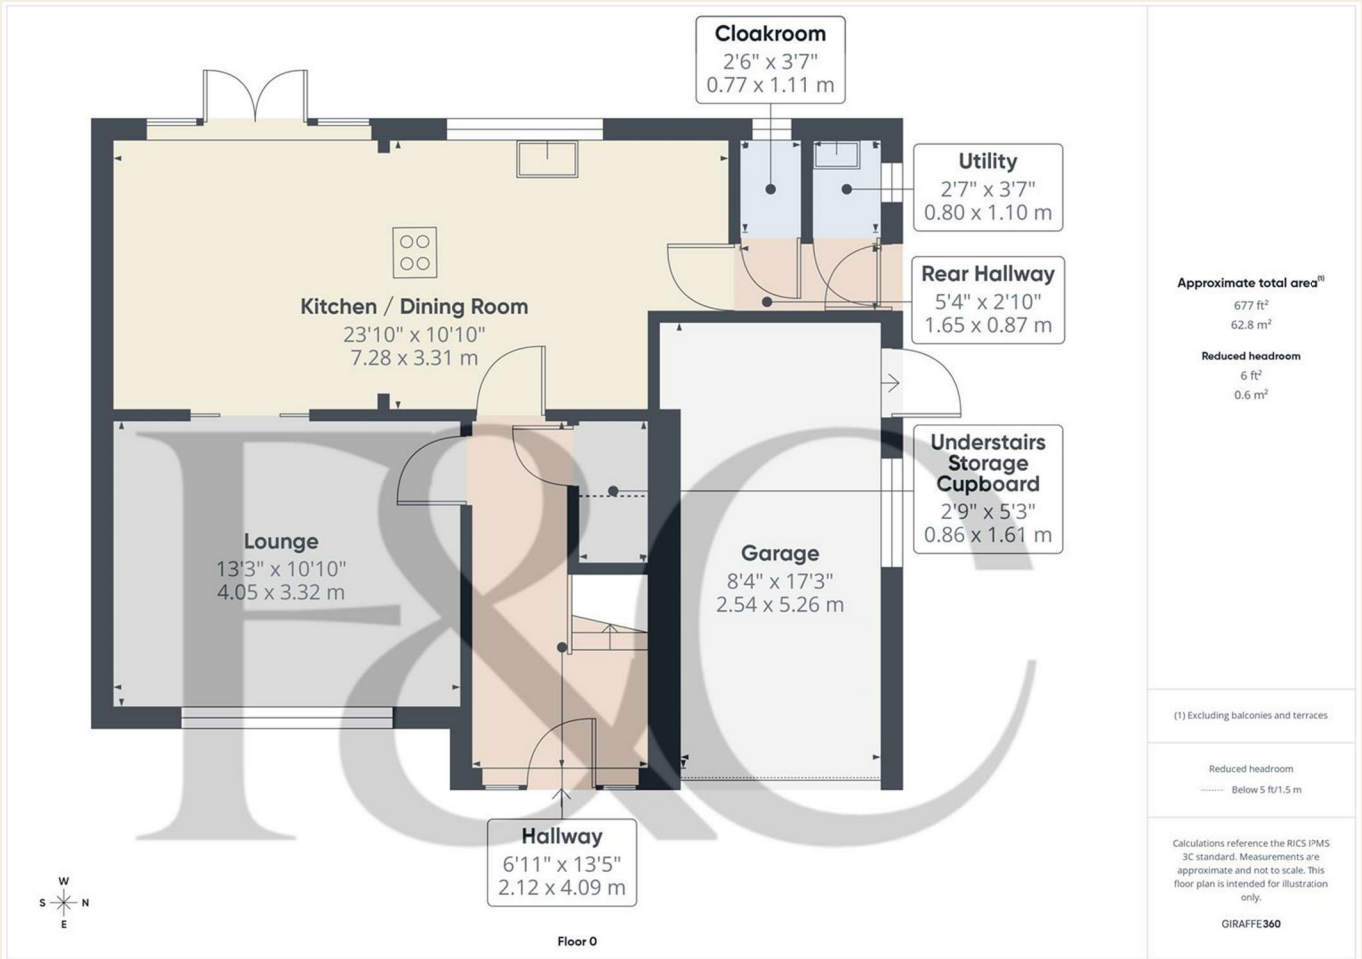 Cloakroom
2'6" x 3'7"
0.77 x 1.11 m
Utility
2'7" x 3'7"
0.80 x 1.10 m
Rear Hallway
5'4" x 2'10"
1.65 x 0.87 m
Kitchen / Dining Room
23'10" x 10'10"
7.28 x 3.31 m
Understairs
Storage
Cupboard
2'9" x 5'3"
0.86 x 1.61 m
Lounge
13'3" x 10'10"
4.05 x 3.32 m
Garage
8'4" x 17'3"
2.54 x 5.26 m
Hallway
6'11" x 13'5"
2.12 x 4.09 m
F&C
W
S N
E
Floor 0
Approximate total area(1)
677 ft²
62.8 m²
Reduced headroom
6 ft²
0.6 m²
(1) Excluding balconies and terraces
Reduced headroom
Below 5 ft/1.5 m
Calculations reference the RICS IPMS
3C standard. Measurements are
approximate and not to scale. This
floor plan is intended for illustration
only.
GIRAFFE360